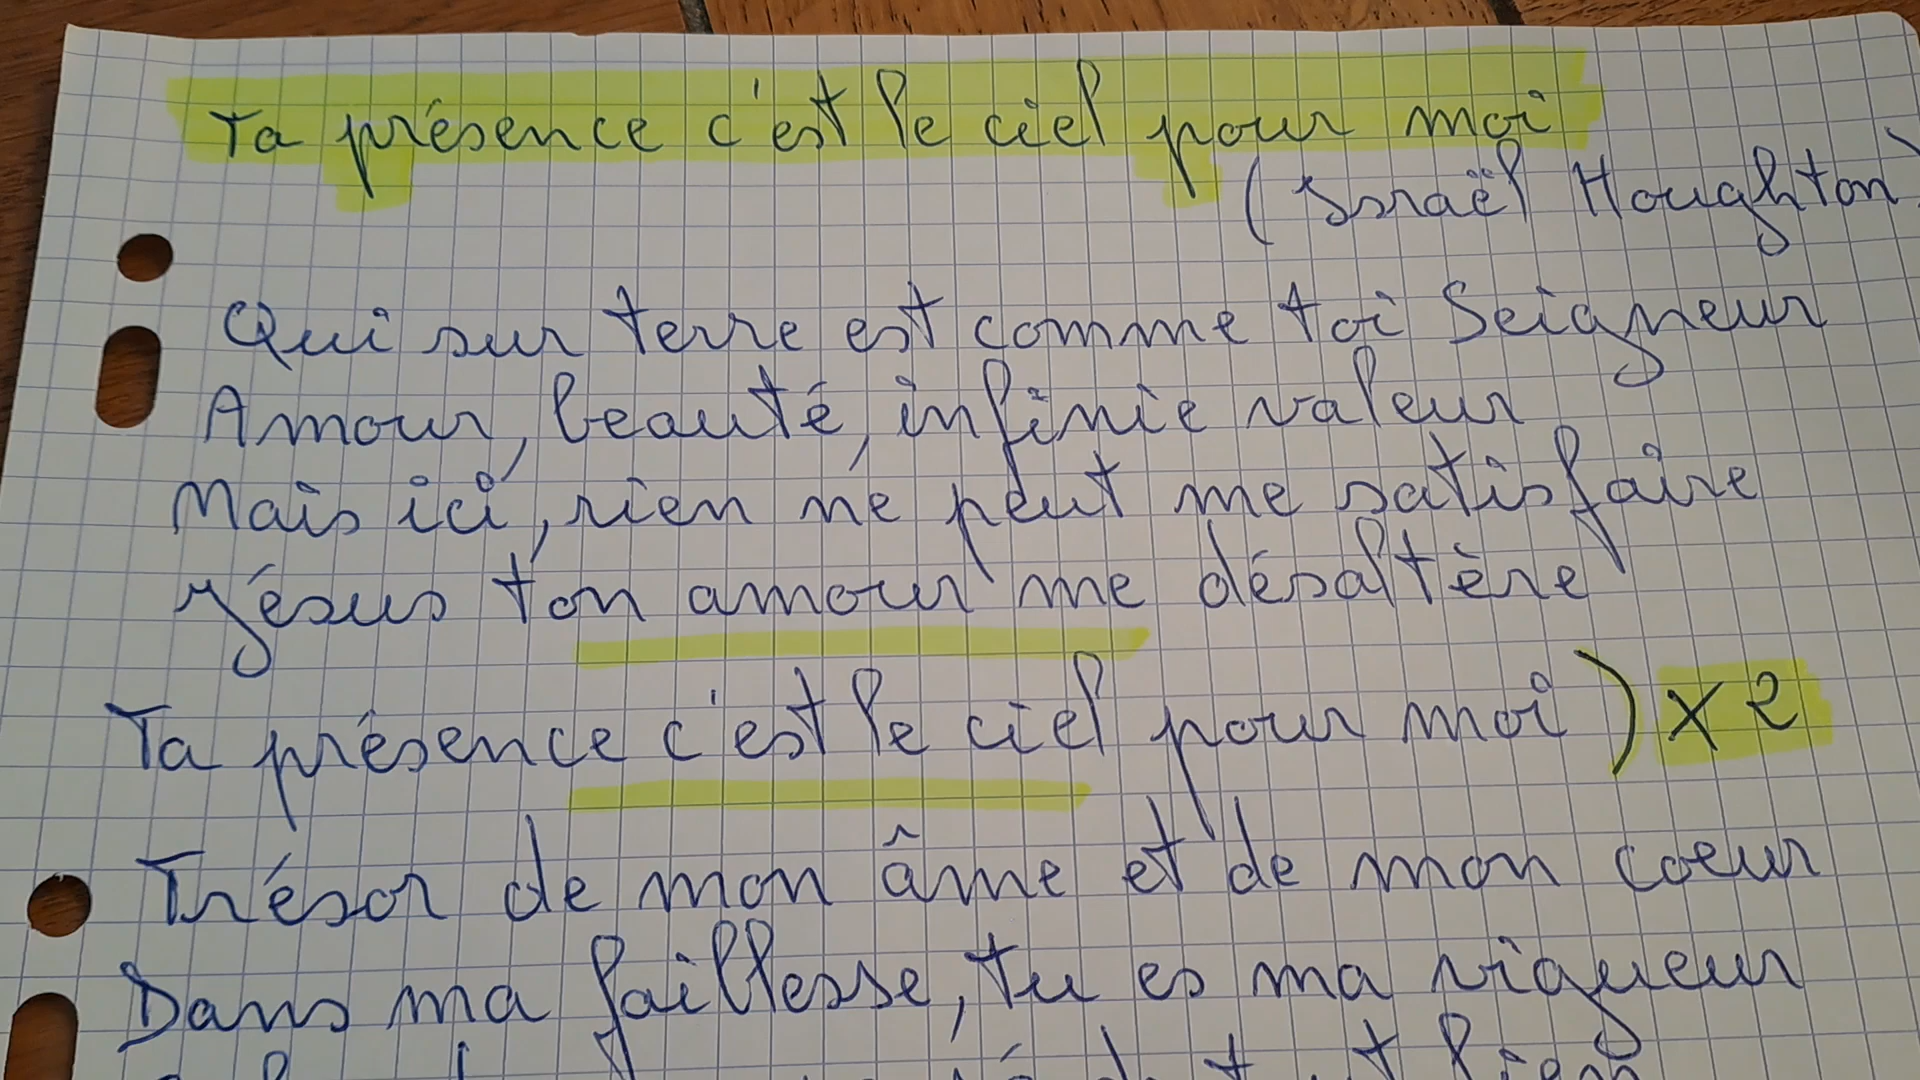 Ta présence c'est le ciel pour moi
(Israël Houghton)
Qui sur terre est comme toi Seigneur
Amour, beauté, infinie valeur
Mais ici, rien ne peut me satisfaire
Jésus ton amour me désaltère
Ta présence c'est le ciel pour moi ) x 2
Trésor de mon âme et de mon coeur
Dans ma faiblesse, tu es ma vigueur